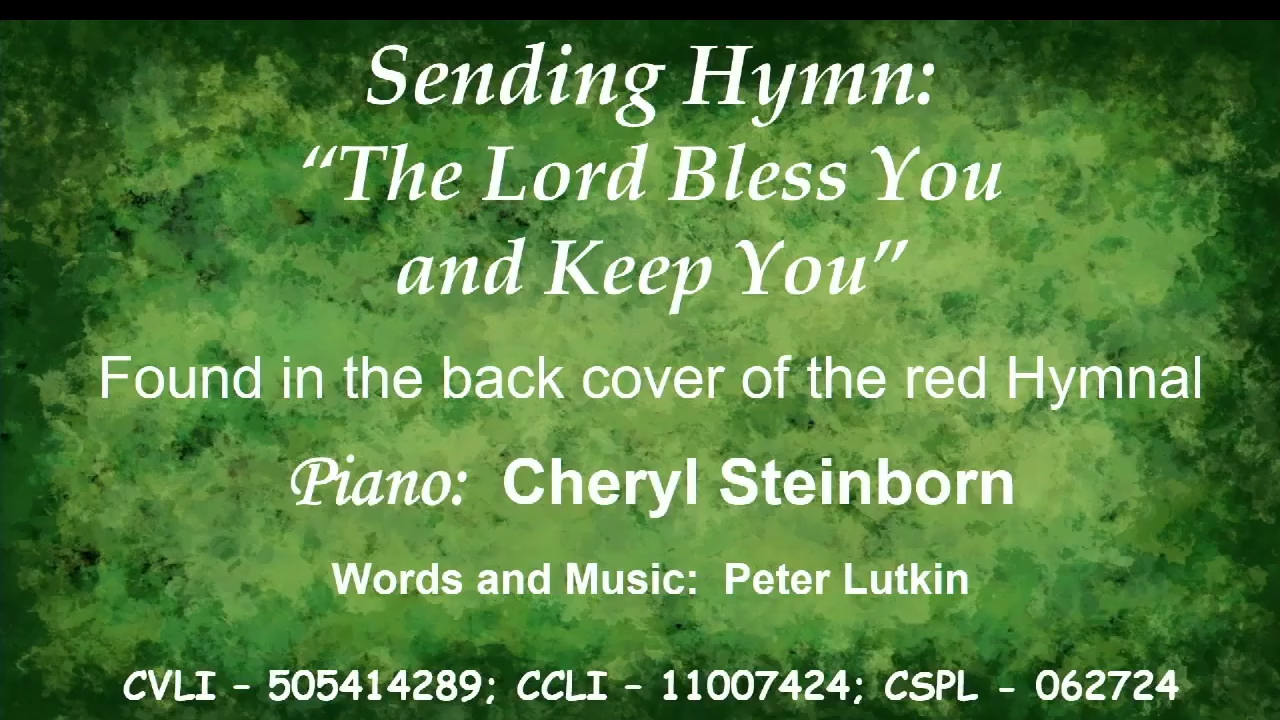 Sending Hymn:
“The Lord Bless You
and Keep You”
Found in the back cover of the red Hymnal
Piano: Cheryl Steinborn
Words and Music: Peter Lutkin
CVLI – 505414289; CCLI – 11007424; CSPL - 062724